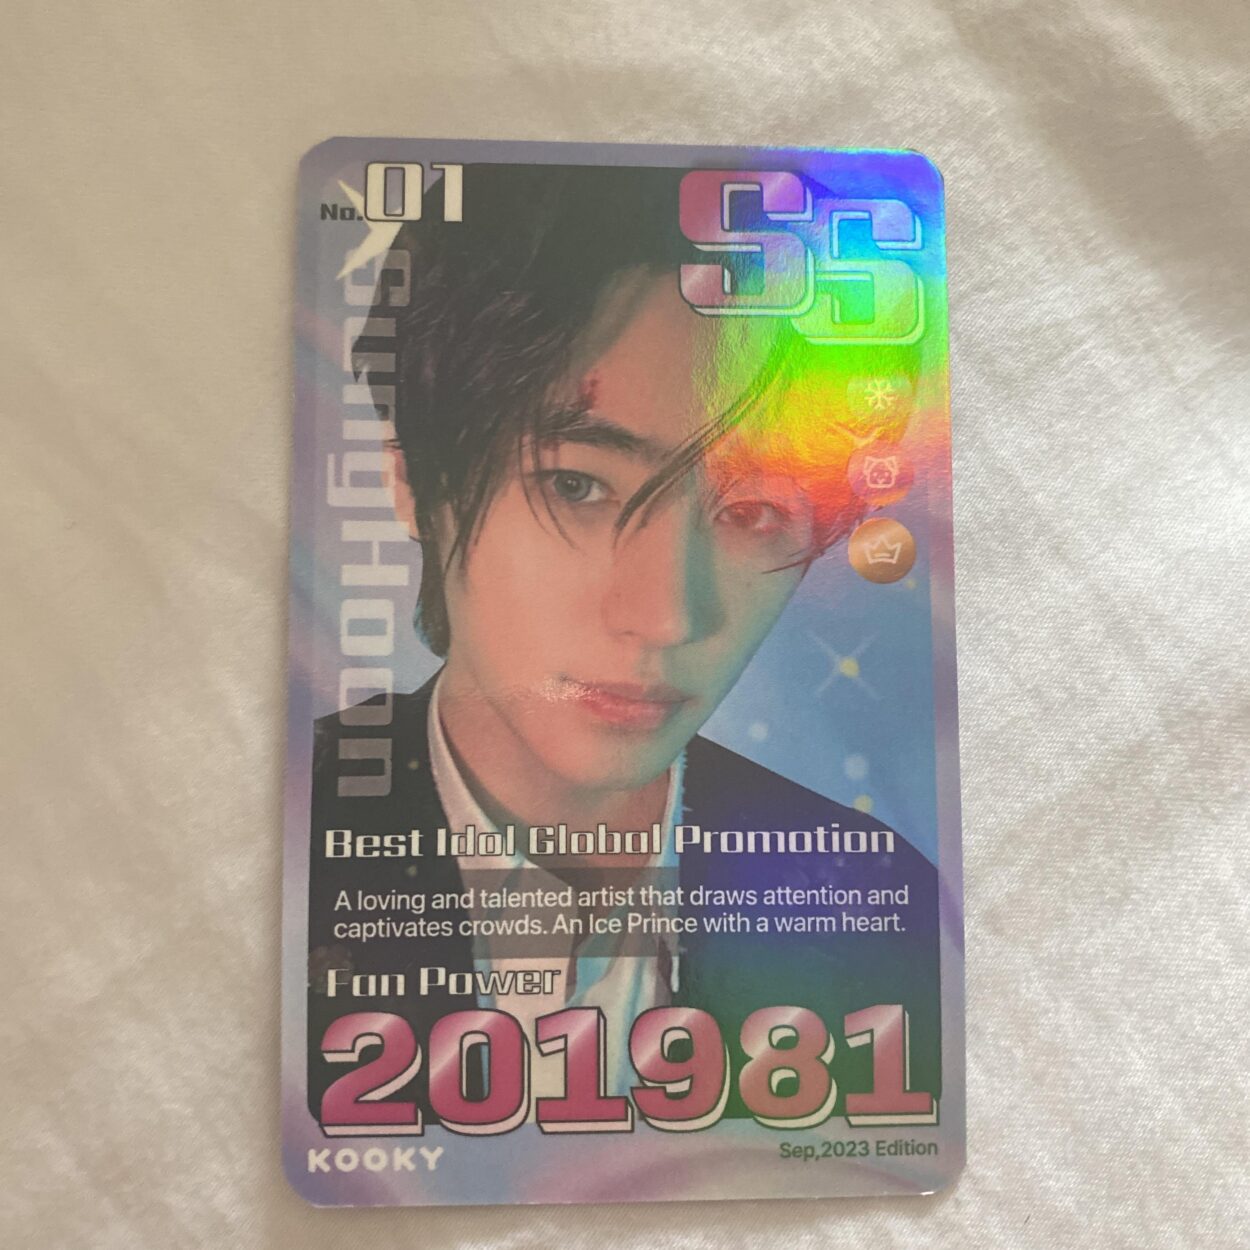 No.01
SS
SungHoon
Best Idol Global Promotion
A loving and talented artist that draws attention and
captivates crowds. An Ice Prince with a warm heart.
Fan Power
201981
KOOKY
Sep,2023 Edition